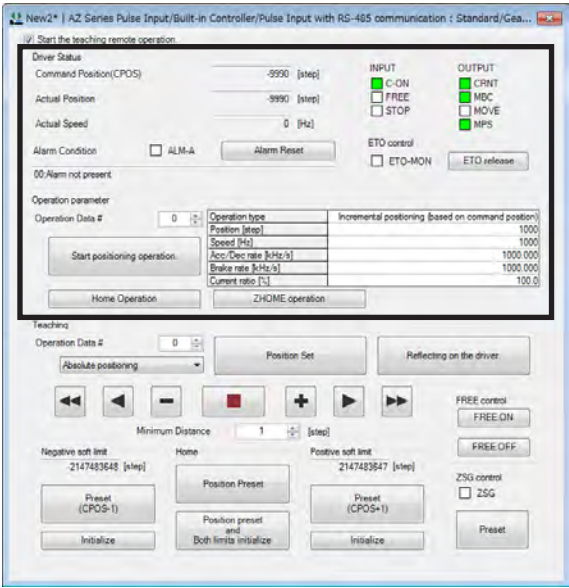 New2* | AZ Series Pulse Input/Built-in Controller/Pulse Input with RS-485 communication : Standard/Gea...
Start the teaching remote operation.
Driver Status
Command Position(CPOS) -9990 [step]
Actual Position -9990 [step]
Actual Speed 0 [Hz]
INPUT OUTPUT
C-ON CRNT
FREE MBC
STOP MOVE
MPS
ETO control
Alarm Condition ALM-A Alarm Reset ETO-MON ETO release
00:Alarm not present
Operation parameter
Operation Data # 0
Operation type Incremental positioning (based on command position)
Position [step] 1000
Speed [Hz] 1000
Acc/Dec rate [kHz/s] 1000.000
Brake rate [kHz/s] 1000.000
Current ratio [%] 100.0
Start positioning operation.
Home Operation ZHOME operation
Teaching
Operation Data # 0
Absolute positioning
Position Set Reflecting on the driver
Minimum Distance 1 [step]
FREE control
FREE ON
FREE OFF
Negative soft limit Home Positive soft limit
-2147483648 [step] 2147483647 [step]
Preset
(CPOS-1)
Initialize
Position Preset
Position preset
and
Both limits initialize
Preset
(CPOS+1)
Initialize
ZSG control
ZSG
Preset